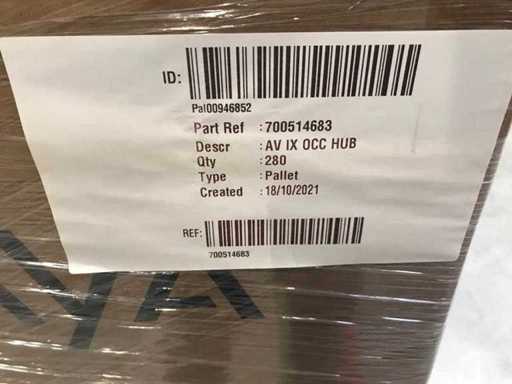 ID:
Pal00946852
Part Ref :700514683
Descr :AV IX OCC HUB
Qty :280
Type :Pallet
Created :18/10/2021
REF:
700514683